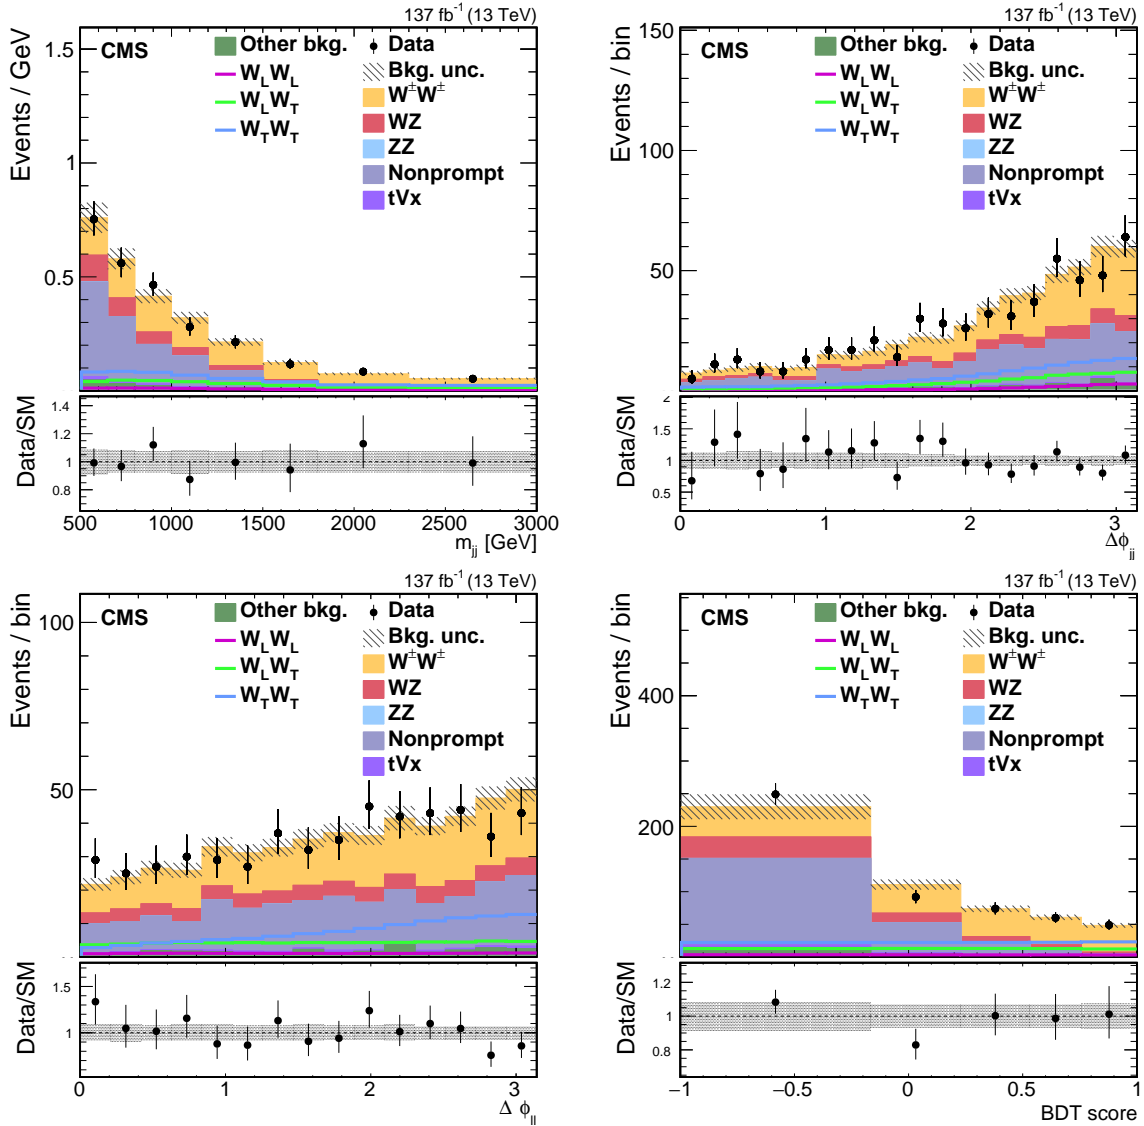 137 fb⁻¹ (13 TeV)
CMS
Other bkg.
W_L W_L
W_L W_T
W_T W_T
Data
Bkg. unc.
W±W±
WZ
ZZ
Nonprompt
tVx
Events / GeV
1.5
1
0.5
Data/SM
1.4
1.2
1
0.8
500 1000 1500 2000 2500 3000
m_jj [GeV]
137 fb⁻¹ (13 TeV)
CMS
Other bkg.
W_L W_L
W_L W_T
W_T W_T
Data
Bkg. unc.
W±W±
WZ
ZZ
Nonprompt
tVx
Events / bin
150
100
50
Data/SM
2
1.5
1
0.5
0 1 2 3
Δϕ_jj
137 fb⁻¹ (13 TeV)
CMS
Other bkg.
W_L W_L
W_L W_T
W_T W_T
Data
Bkg. unc.
W±W±
WZ
ZZ
Nonprompt
tVx
Events / bin
100
50
Data/SM
1.5
1
0 1 2 3
Δ ϕ_ll
137 fb⁻¹ (13 TeV)
CMS
Other bkg.
W_L W_L
W_L W_T
W_T W_T
Data
Bkg. unc.
W±W±
WZ
ZZ
Nonprompt
tVx
Events / bin
400
200
Data/SM
1.2
1.0
0.8
−1 −0.5 0 0.5 1
BDT score